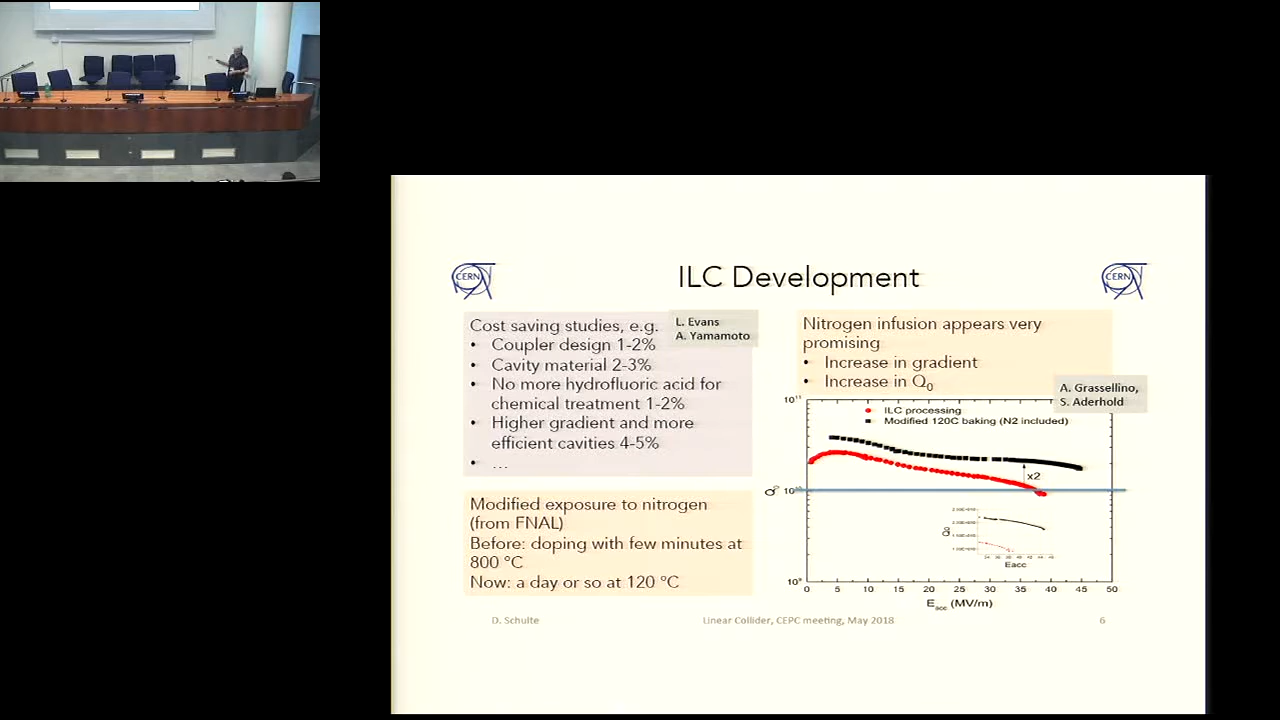 CERN
ILC Development
CERN
Cost saving studies, e.g.
L. Evans
A. Yamamoto
• Coupler design 1-2%
• Cavity material 2-3%
• No more hydrofluoric acid for
chemical treatment 1-2%
• Higher gradient and more
efficient cavities 4-5%
• ...
Modified exposure to nitrogen
(from FNAL)
Before: doping with few minutes at
800 °C
Now: a day or so at 120 °C
Nitrogen infusion appears very
promising
• Increase in gradient
• Increase in Q0
A. Grassellino,
S. Aderhold
ILC processing
Modified 120C baking (N2 included)
x2
10^11
10^9
Q0
Eacc
0 5 10 15 20 25 30 35 40 45 50
Eacc (MV/m)
D. Schulte
Linear Collider, CEPC meeting, May 2018
6